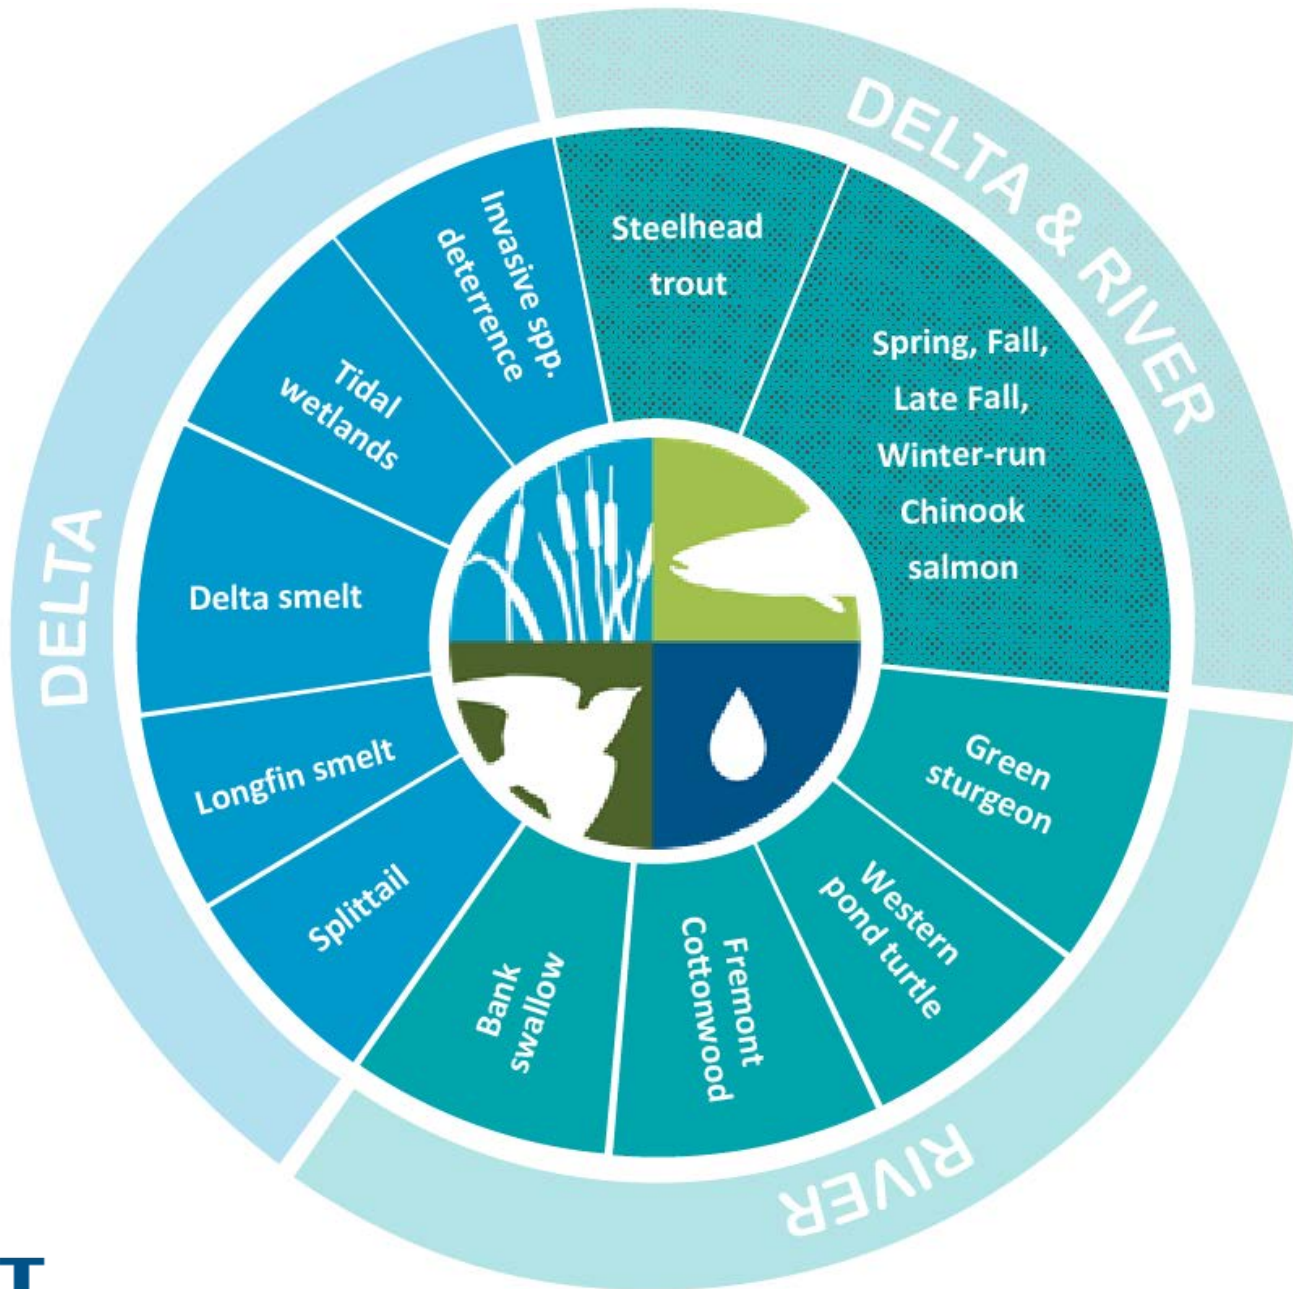 DELTA & RIVER
Steelhead
trout
Spring, Fall,
Late Fall,
Winter-run
Chinook
salmon
Green
sturgeon
Western
pond turtle
Fremont
Cottonwood
Bank
swallow
RIVER
Splittail
Longfin smelt
Delta smelt
Tidal
wetlands
Invasive spp.
deterrence
DELTA
T